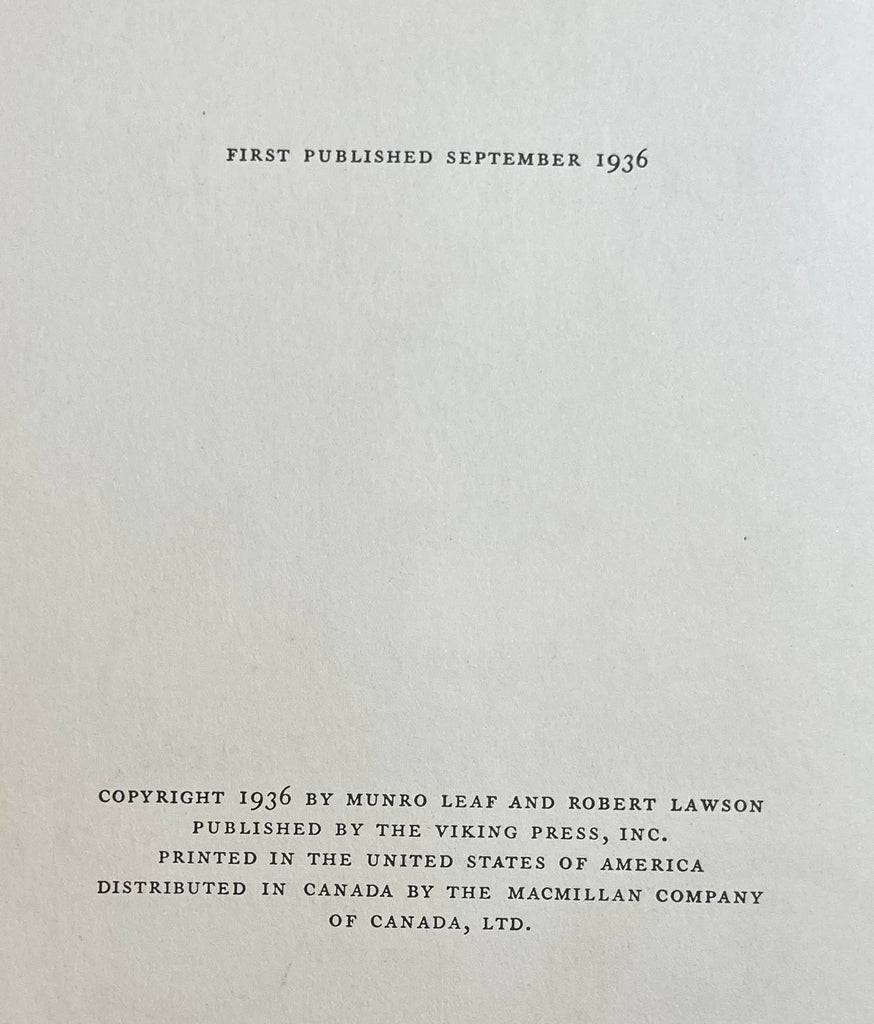 FIRST PUBLISHED SEPTEMBER 1936
COPYRIGHT 1936 BY MUNRO LEAF AND ROBERT LAWSON
PUBLISHED BY THE VIKING PRESS, INC.
PRINTED IN THE UNITED STATES OF AMERICA
DISTRIBUTED IN CANADA BY THE MACMILLAN COMPANY
OF CANADA, LTD.